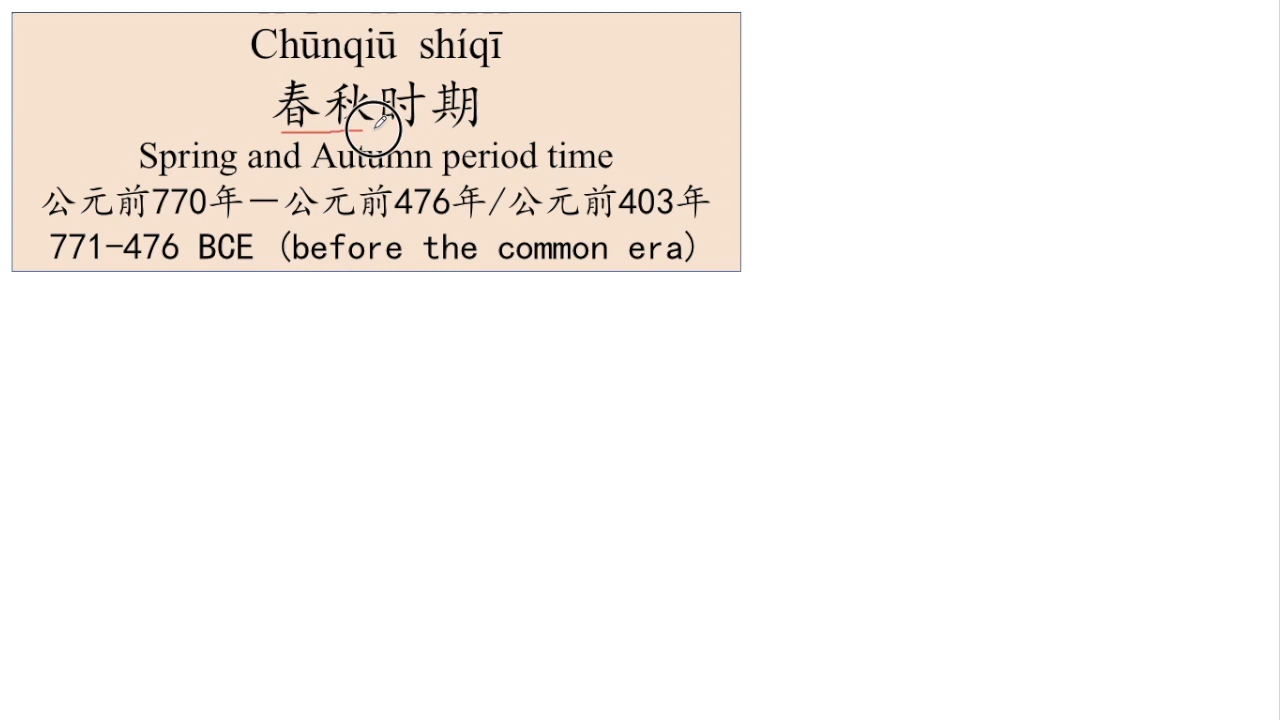 Chūnqiū shíqī
春秋时期
Spring and Autumn period time
公元前770年－公元前476年/公元前403年
771-476 BCE (before the common era)